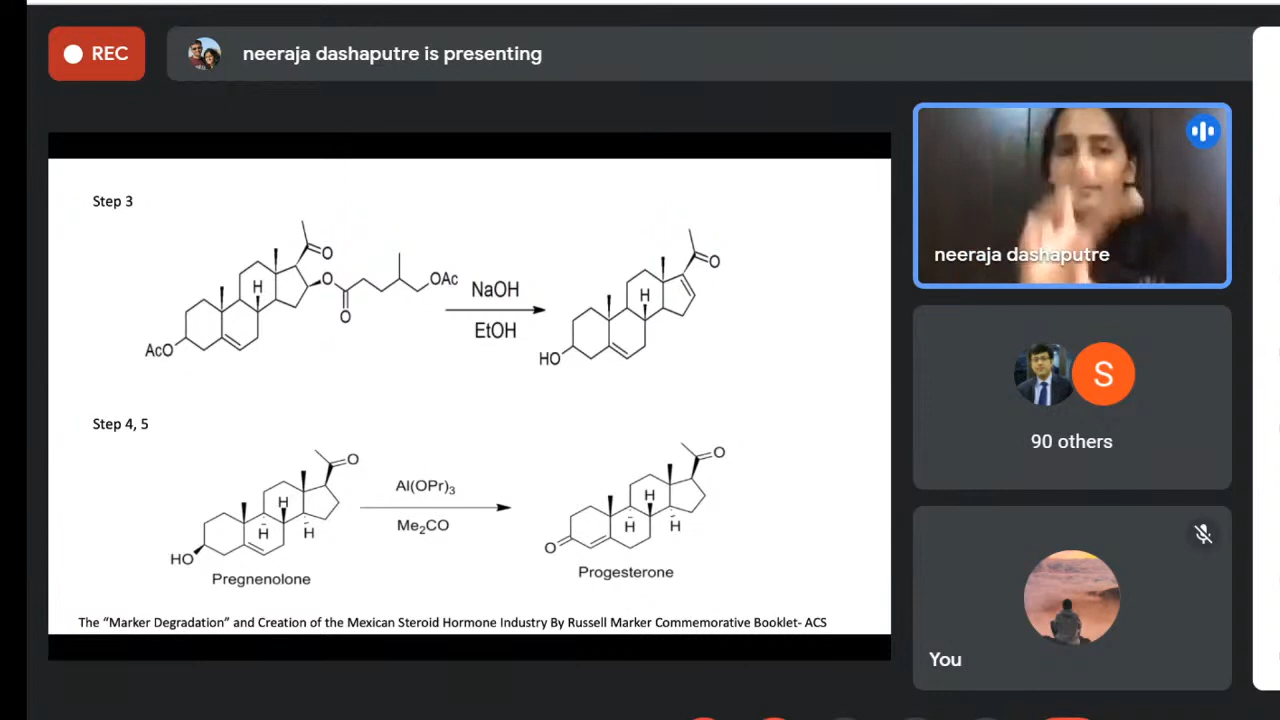 REC
neeraja dashaputre is presenting
Step 3
O
H
O
O
OAc
AcO
NaOH
EtOH
O
H
HO
Step 4, 5
O
H
H
H
HO
Pregnenolone
Al(OPr)₃
Me₂CO
O
H
H
H
O
Progesterone
The “Marker Degradation” and Creation of the Mexican Steroid Hormone Industry By Russell Marker Commemorative Booklet- ACS
neeraja dashaputre
S
90 others
You